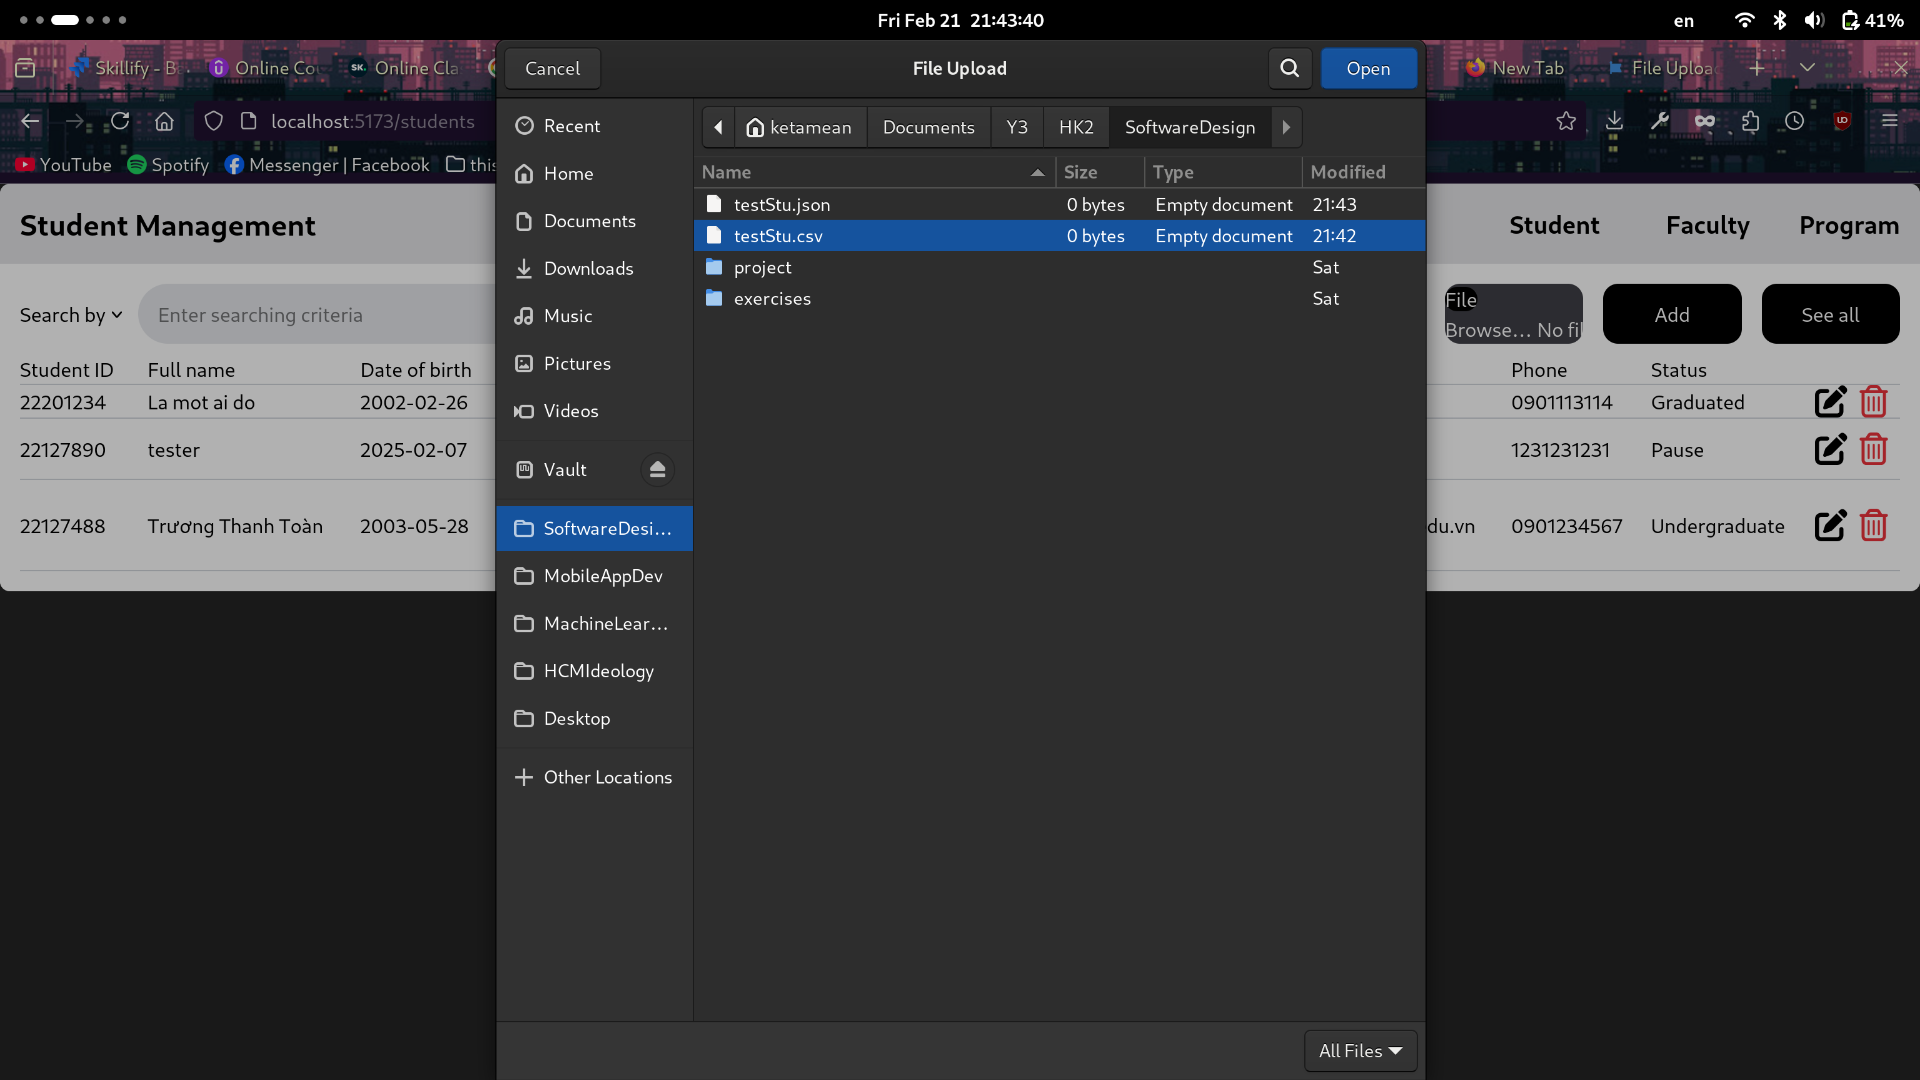 Fri Feb 21 21:43:40
en
41%
Skillify - B
Online Co
SK.
Online Cla
New Tab
File Uploa
localhost:5173/students
YouTube
Spotify
Messenger | Facebook
this
Student Management
Student
Faculty
Program
Search by
Enter searching criteria
File
Browse... No fil
Add
See all
Student ID Full name Date of birth Phone Status
22201234 La mot ai do 2002-02-26 0901113114 Graduated
22127890 tester 2025-02-07 1231231231 Pause
22127488 Trương Thanh Toàn 2003-05-28 du.vn 0901234567 Undergraduate
Cancel
File Upload
Open
Recent
Home
Documents
Downloads
Music
Pictures
Videos
Vault
SoftwareDesi...
MobileAppDev
MachineLear...
HCMIdeology
Desktop
Other Locations
ketamean Documents Y3 HK2 SoftwareDesign
Name Size Type Modified
testStu.json 0 bytes Empty document 21:43
testStu.csv 0 bytes Empty document 21:42
project Sat
exercises Sat
All Files